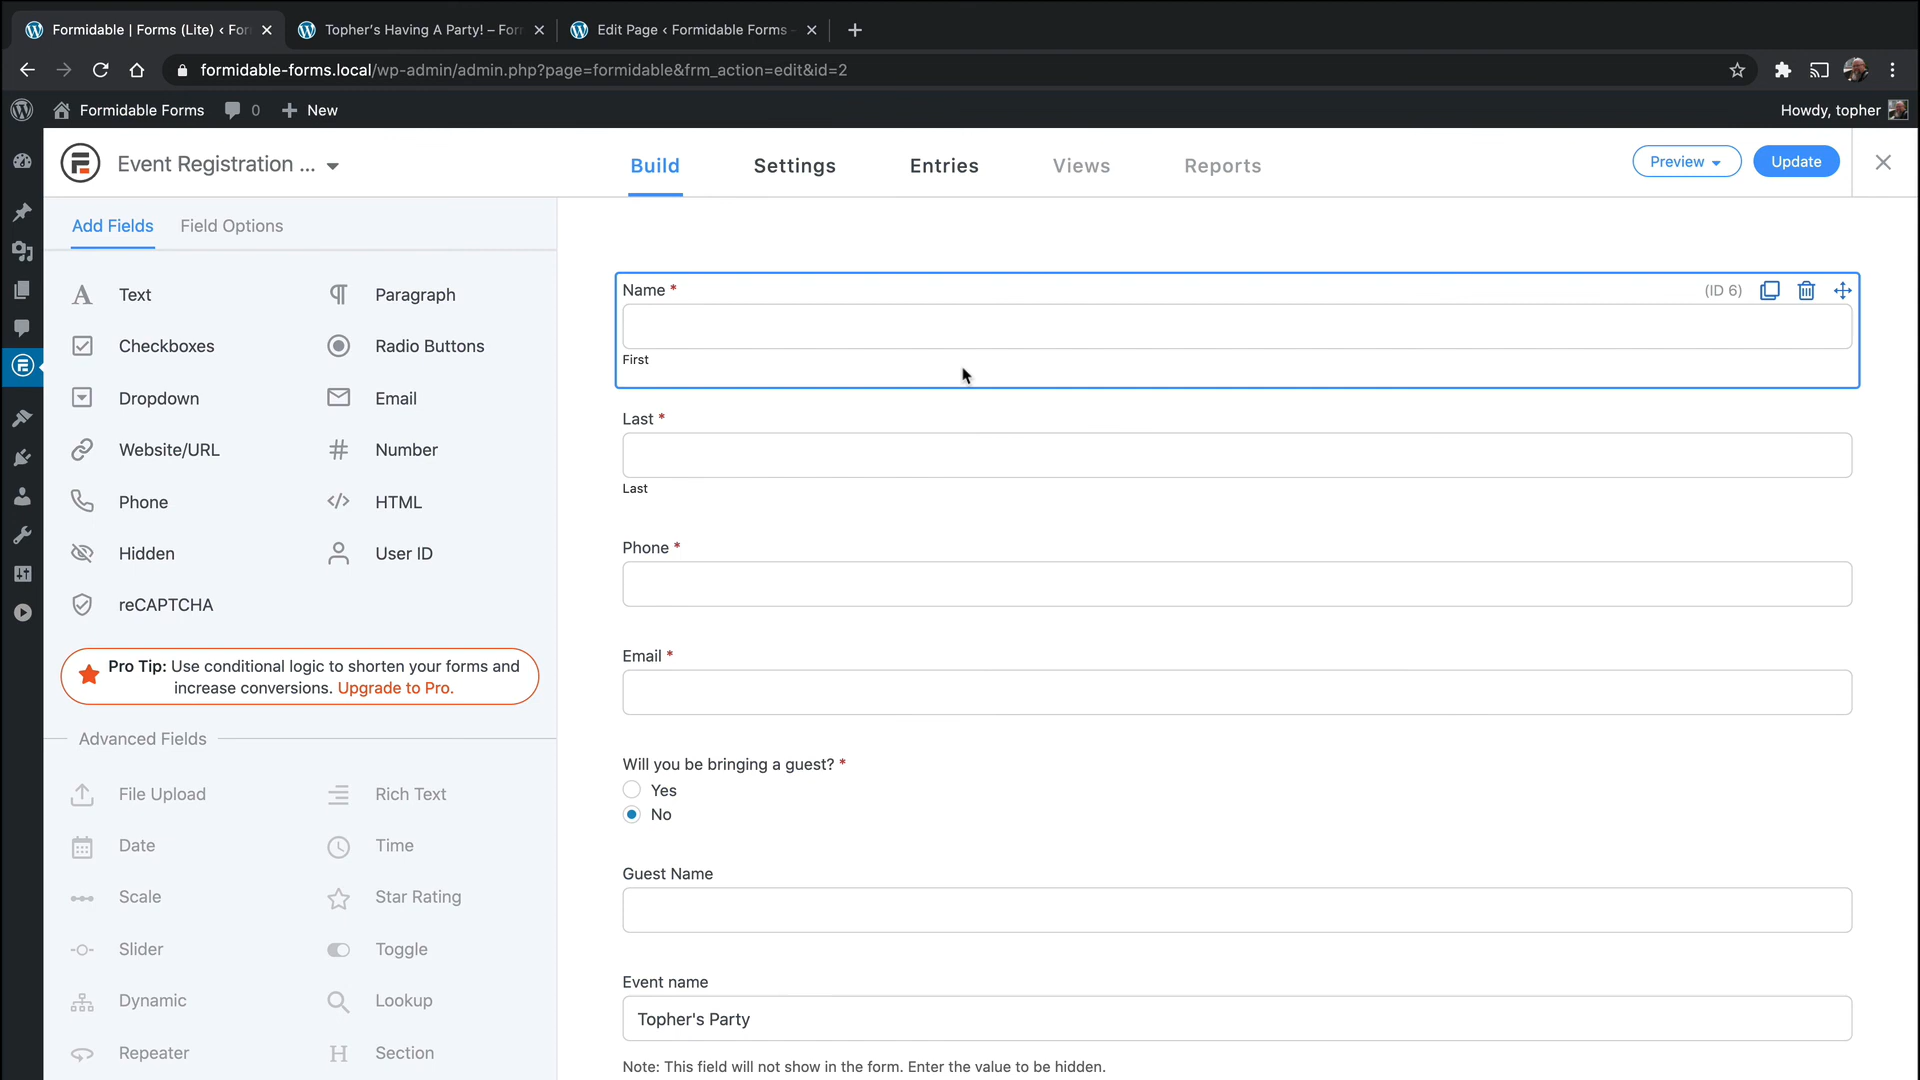 Formidable | Forms (Lite) ‹ For
Topher's Having A Party! – For
Edit Page ‹ Formidable Forms –
formidable-forms.local/wp-admin/admin.php?page=formidable&frm_action=edit&id=2
Formidable Forms
0
New
Howdy, topher
Event Registration ...
Build
Settings
Entries
Views
Reports
Preview
Update
Add Fields
Field Options
Text
Paragraph
Checkboxes
Radio Buttons
Dropdown
Email
Website/URL
Number
Phone
HTML
Hidden
User ID
reCAPTCHA
Pro Tip: Use conditional logic to shorten your forms and
increase conversions. Upgrade to Pro.
Advanced Fields
File Upload
Rich Text
Date
Time
Scale
Star Rating
Slider
Toggle
Dynamic
Lookup
Repeater
Section
Name *
(ID 6)
First
Last *
Last
Phone *
Email *
Will you be bringing a guest? *
Yes
No
Guest Name
Event name
Topher's Party
Note: This field will not show in the form. Enter the value to be hidden.